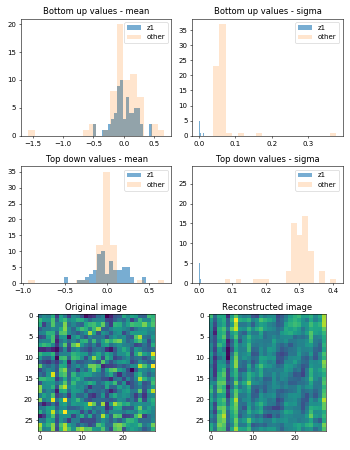 Bottom up values - mean
Bottom up values - sigma
z1
other
z1
other
20
15
10
5
0
−1.5 −1.0 −0.5 0.0 0.5
35
30
25
20
15
10
5
0
0.0 0.1 0.2 0.3
Top down values - mean
Top down values - sigma
z1
other
z1
other
35
30
25
20
15
10
5
0
−1.0 −0.5 0.0 0.5
25
20
15
10
5
0
0.0 0.1 0.2 0.3 0.4
Original image
Reconstructed image
0
5
10
15
20
25
0 10 20
0
5
10
15
20
25
0 10 20